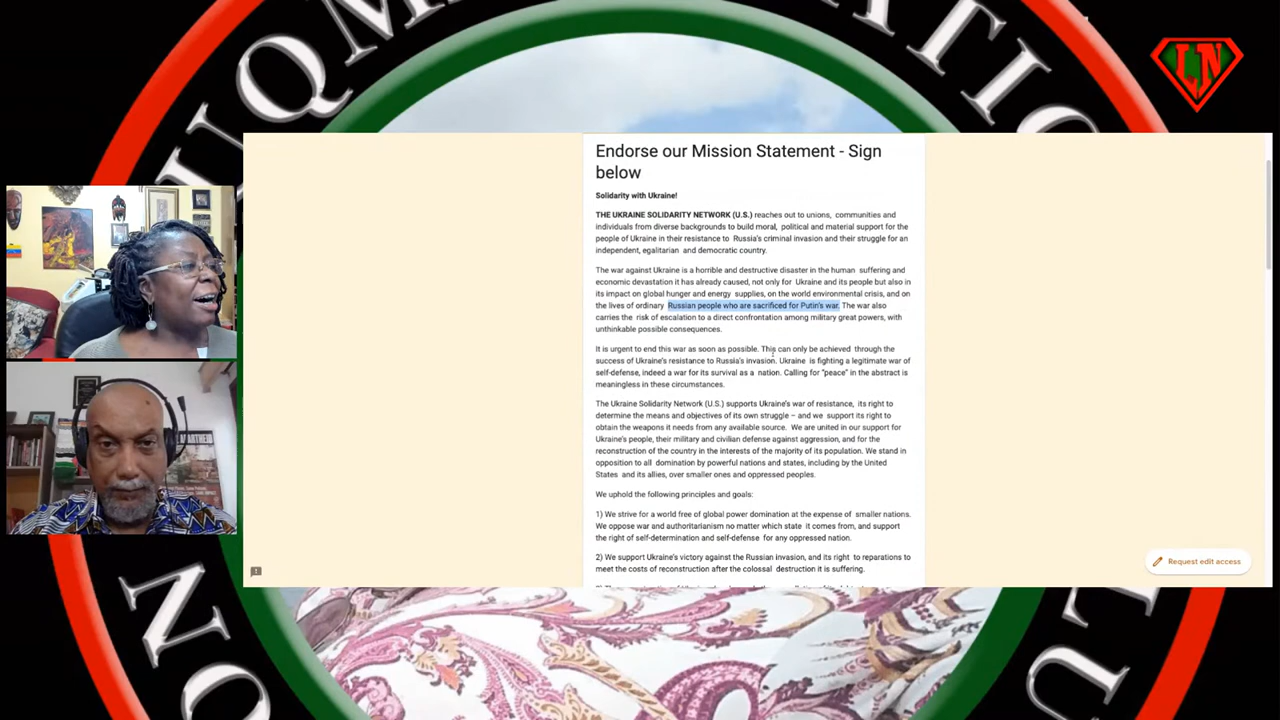 LN
Endorse our Mission Statement - Sign
below
Solidarity with Ukraine!
THE UKRAINE SOLIDARITY NETWORK (U.S.) reaches out to unions, communities and
individuals from diverse backgrounds to build moral, political and material support for the
people of Ukraine in their resistance to Russia's criminal invasion and their struggle for an
independent, egalitarian and democratic country.
The war against Ukraine is a horrible and destructive disaster in the human suffering and
economic devastation it has already caused, not only for Ukraine and its people but also in
its impact on global hunger and energy supplies, on the world environmental crisis, and on
the lives of ordinary Russian people who are sacrificed for Putin's war. The war also
carries the risk of escalation to a direct confrontation among military great powers, with
unthinkable possible consequences.
It is urgent to end this war as soon as possible. This can only be achieved through the
success of Ukraine's resistance to Russia's invasion. Ukraine is fighting a legitimate war of
self-defense, indeed a war for its survival as a nation. Calling for "peace" in the abstract is
meaningless in these circumstances.
The Ukraine Solidarity Network (U.S.) supports Ukraine's war of resistance, its right to
determine the means and objectives of its own struggle – and we support its right to
obtain the weapons it needs from any available source. We are united in our support for
Ukraine's people, their military and civilian defense against aggression, and for the
reconstruction of the country in the interests of the majority of its population. We stand in
opposition to all domination by powerful nations and states, including by the United
States and its allies, over smaller ones and oppressed peoples.
We uphold the following principles and goals:
1) We strive for a world free of global power domination at the expense of smaller nations.
We oppose war and authoritarianism no matter which state it comes from, and support
the right of self-determination and self-defense for any oppressed nation.
2) We support Ukraine's victory against the Russian invasion, and its right to reparations to
meet the costs of reconstruction after the colossal destruction it is suffering.
Request edit access